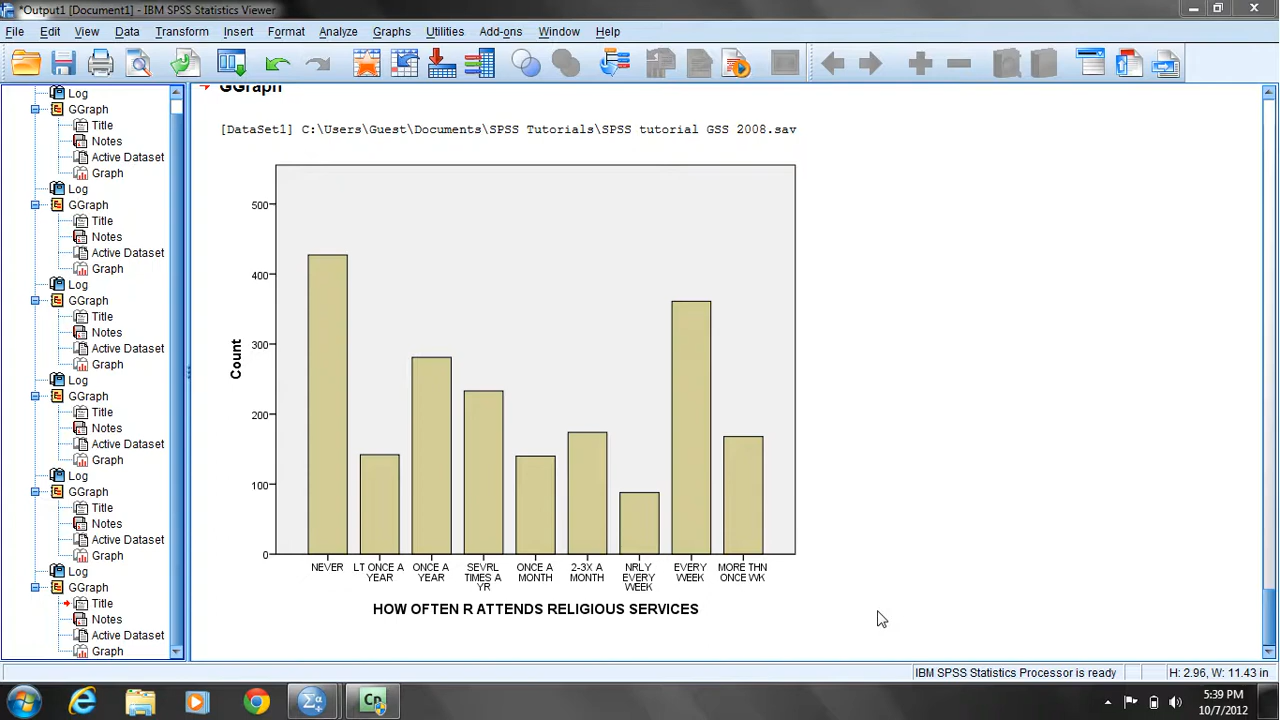 *Output1 [Document1] - IBM SPSS Statistics Viewer
File Edit View Data Transform Insert Format Analyze Graphs Utilities Add-ons Window Help
Log
GGraph
Title
Notes
Active Dataset
Graph
Log
GGraph
Title
Notes
Active Dataset
Graph
Log
GGraph
Title
Notes
Active Dataset
Graph
Log
GGraph
Title
Notes
Active Dataset
Graph
Log
GGraph
Title
Notes
Active Dataset
Graph
Log
GGraph
Title
Notes
Active Dataset
Graph
GGraph
[DataSet1] C:\Users\Guest\Documents\SPSS Tutorials\SPSS tutorial GSS 2008.sav
500
400
300
200
100
0
Count
NEVER
LT ONCE A
YEAR
ONCE A
YEAR
SEVRL
TIMES A
YR
ONCE A
MONTH
2-3X A
MONTH
NRLY
EVERY
WEEK
EVERY
WEEK
MORE THN
ONCE WK
HOW OFTEN R ATTENDS RELIGIOUS SERVICES
IBM SPSS Statistics Processor is ready
H: 2.96, W: 11.43 in
Σα
Cp
5:39 PM
10/7/2012